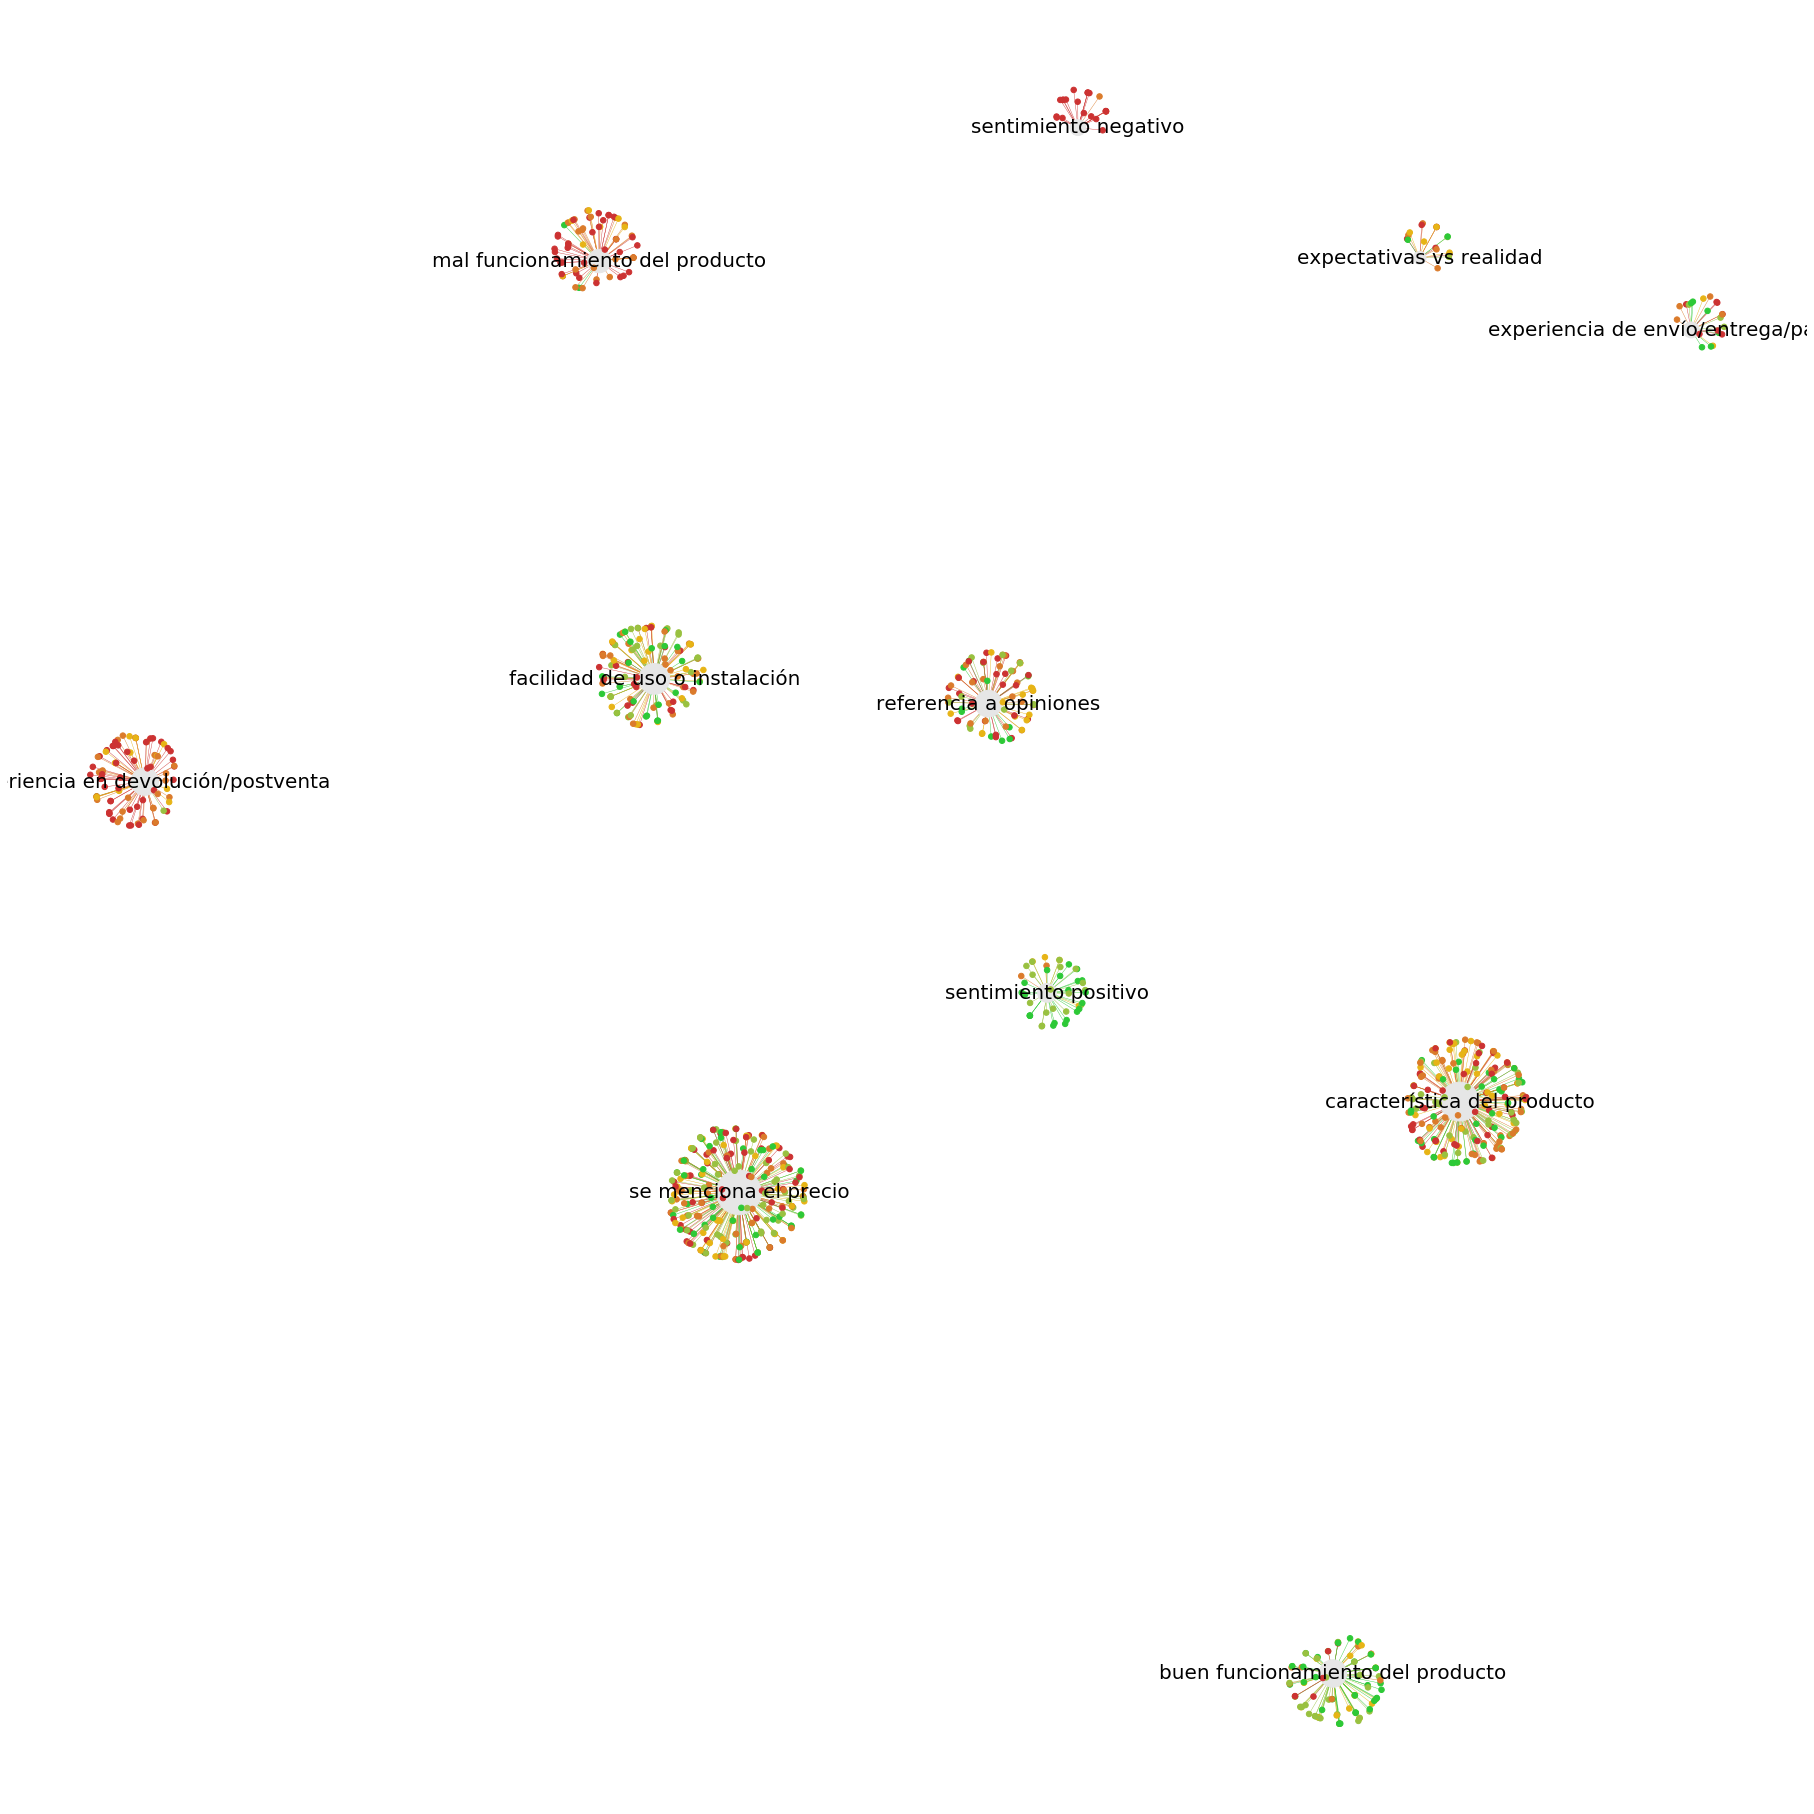 sentimiento negativo
mal funcionamiento del producto
expectativas vs realidad
experiencia de envío/entrega/pa
facilidad de uso o instalación
referencia a opiniones
riencia en devolución/postventa
sentimiento positivo
característica del producto
se menciona el precio
buen funcionamiento del producto